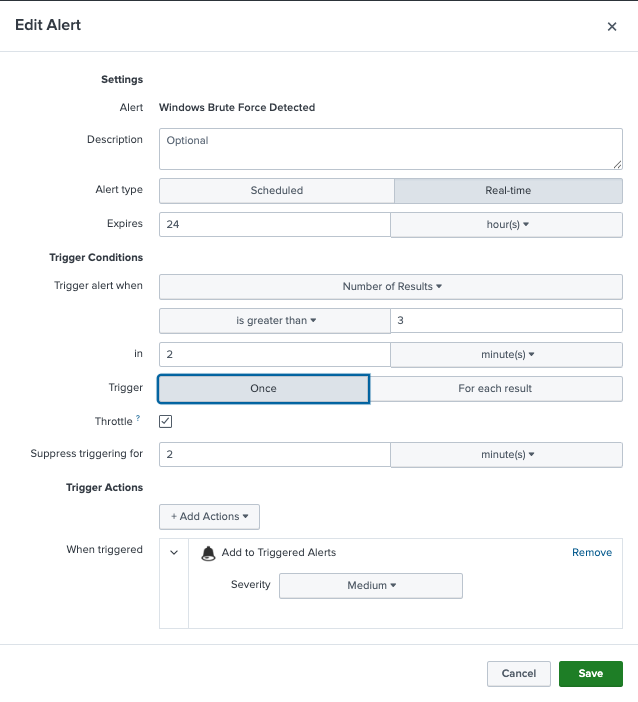 Edit Alert
Settings
Alert Windows Brute Force Detected
Description Optional
Alert type Scheduled Real-time
Expires 24 hour(s)
Trigger Conditions
Trigger alert when Number of Results
is greater than 3
in 2 minute(s)
Trigger Once For each result
Throttle ?
Suppress triggering for 2 minute(s)
Trigger Actions
+ Add Actions
When triggered Add to Triggered Alerts Remove
Severity Medium
Cancel Save